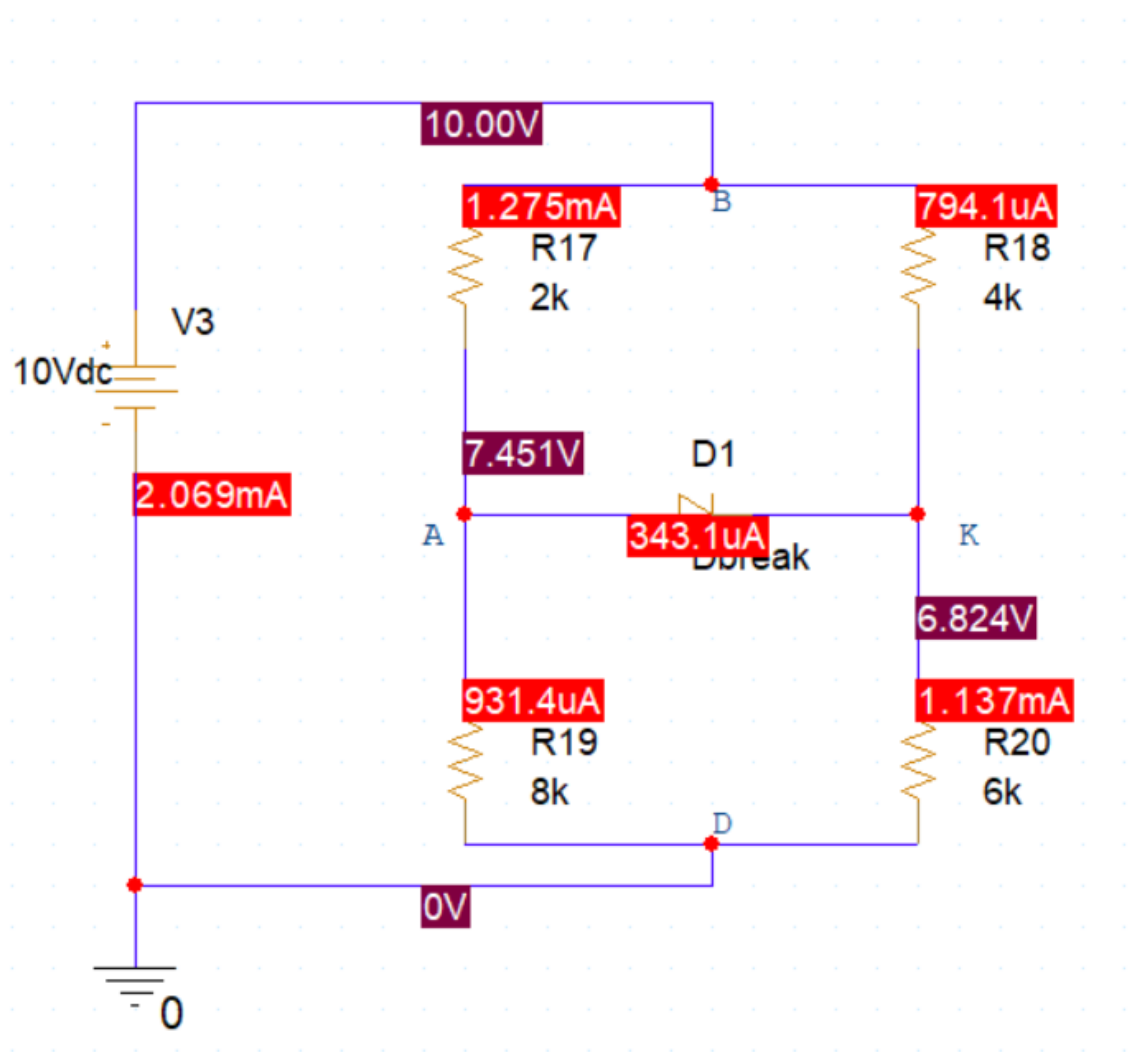 10.00V
1.275mA
B
794.1uA
R17
R18
2k
4k
V3
+
10Vdc
-
7.451V
D1
2.069mA
A
343.1uA
K
Dbreak
6.824V
931.4uA
1.137mA
R19
R20
8k
6k
D
0V
0